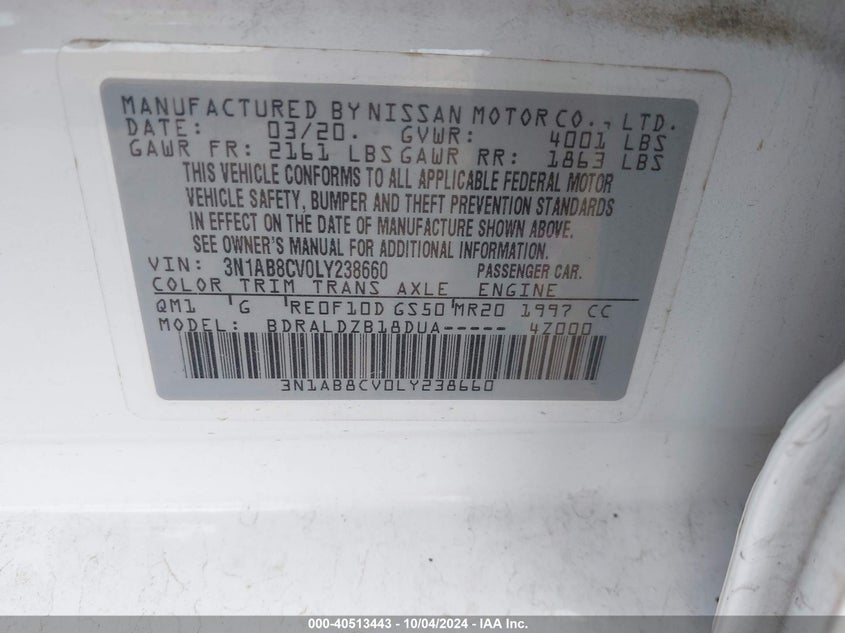 MANUFACTURED BY NISSAN MOTOR CO., LTD.
DATE: 03/20. GVWR: 4001 LBS
GAWR FR: 2161 LBS GAWR RR: 1863 LBS
THIS VEHICLE CONFORMS TO ALL APPLICABLE FEDERAL MOTOR
VEHICLE SAFETY, BUMPER AND THEFT PREVENTION STANDARDS
IN EFFECT ON THE DATE OF MANUFACTURE SHOWN ABOVE.
SEE OWNER'S MANUAL FOR ADDITIONAL INFORMATION.
VIN: 3N1AB8CV0LY238660 PASSENGER CAR.
COLOR TRIM TRANS AXLE ENGINE
QM1 G RE0F10D GS50 MR20 1997 CC
MODEL: BDRALDZB18DUA----- 4Z000
3N1AB8CV0LY238660
000-40513443 - 10/04/2024 - IAA Inc.